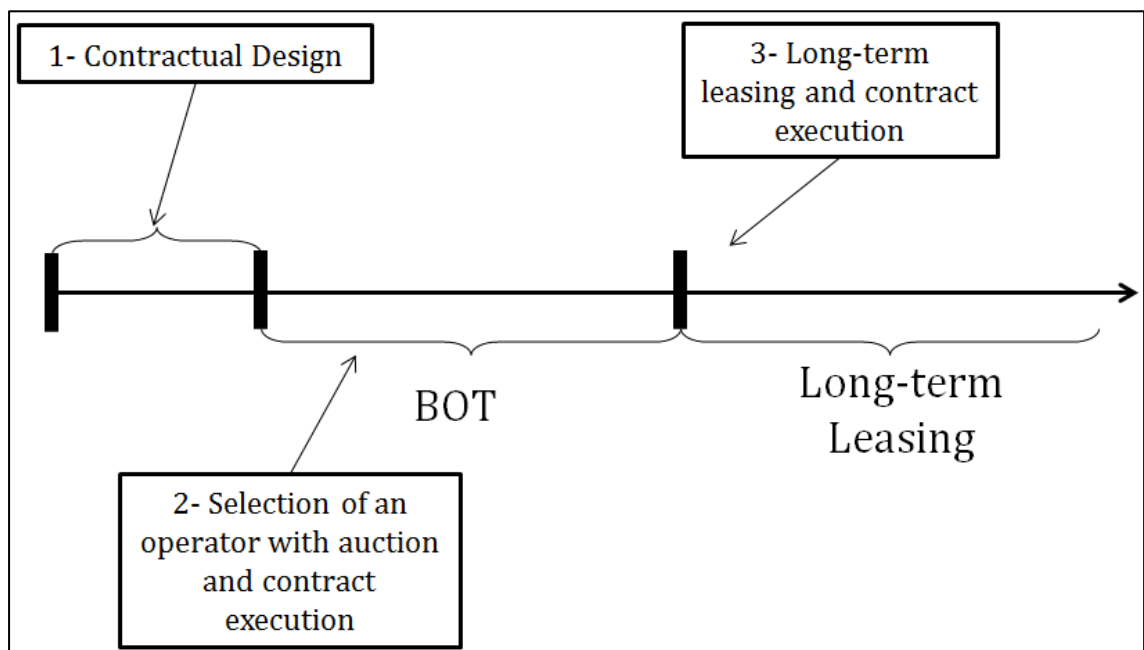 1- Contractual Design
3- Long-term
leasing and contract
execution
BOT
Long-term
Leasing
2- Selection of an
operator with auction
and contract
execution